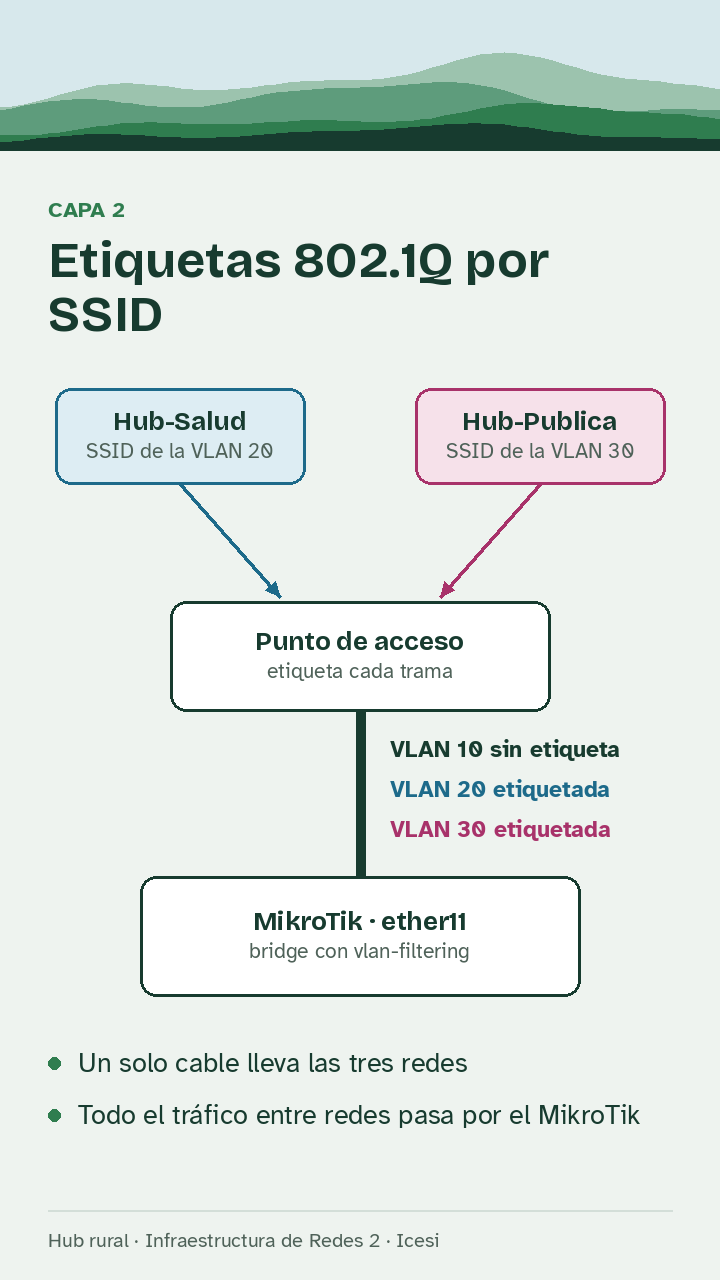 CAPA 2
Etiquetas 802.1Q por
SSID
Hub-Salud
SSID de la VLAN 20
Hub-Publica
SSID de la VLAN 30
Punto de acceso
etiqueta cada trama
VLAN 10 sin etiqueta
VLAN 20 etiquetada
VLAN 30 etiquetada
MikroTik · ether11
bridge con vlan-filtering
Un solo cable lleva las tres redes
Todo el tráfico entre redes pasa por el MikroTik
Hub rural · Infraestructura de Redes 2 · Icesi